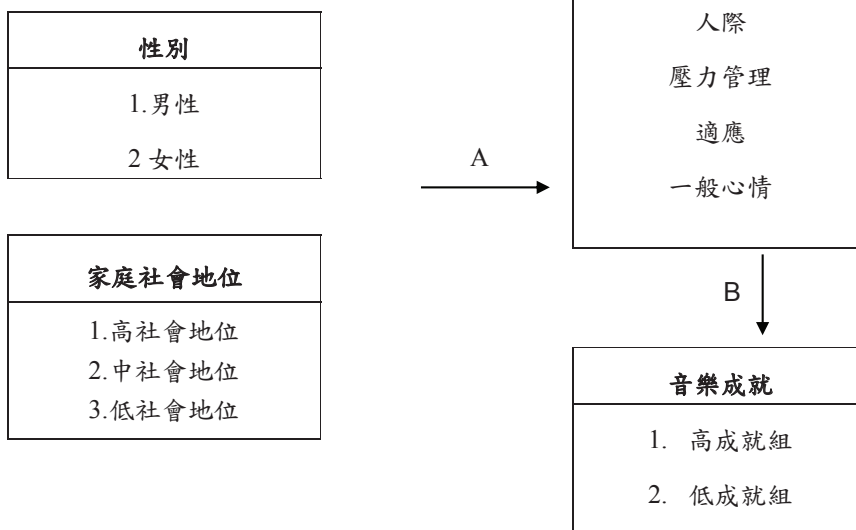 性別
1.男性
2 女性
家庭社會地位
1.高社會地位
2.中社會地位
3.低社會地位
A
人際
壓力管理
適應
一般心情
B
音樂成就
1. 高成就組
2. 低成就組